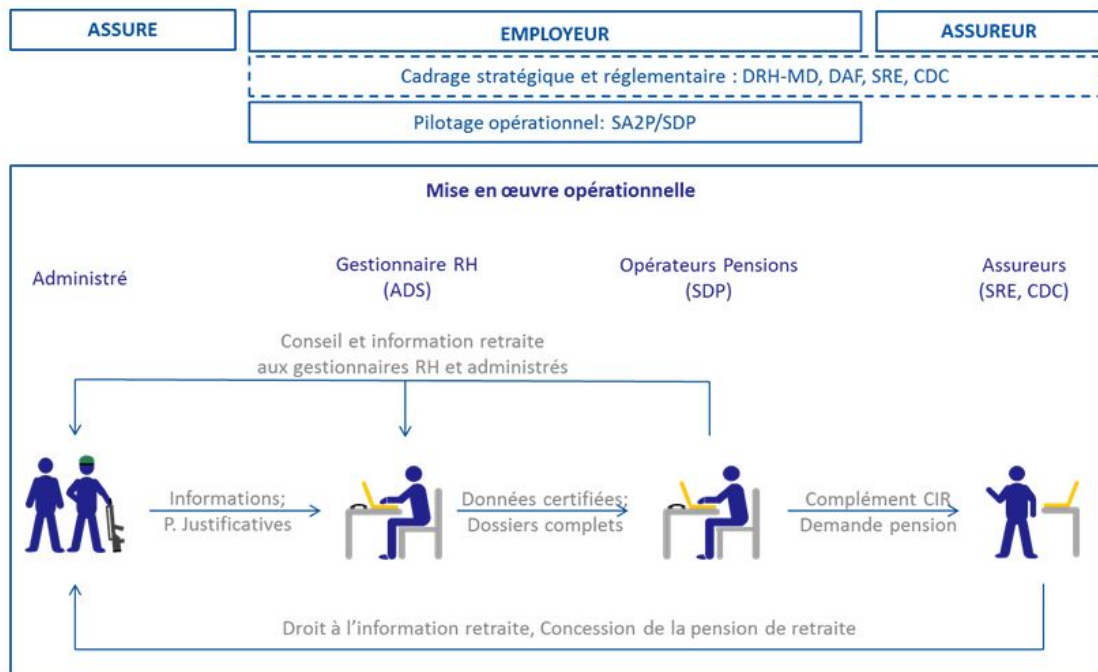 ASSURE
EMPLOYEUR
ASSUREUR
Cadrage stratégique et réglementaire : DRH-MD, DAF, SRE, CDC
Pilotage opérationnel: SA2P/SDP
Mise en œuvre opérationnelle
Administré
Gestionnaire RH
(ADS)
Opérateurs Pensions
(SDP)
Assureurs
(SRE, CDC)
Conseil et information retraite
aux gestionnaires RH et administrés
Informations;
P. Justificatives
Données certifiées;
Dossiers complets
Complément CIR
Demande pension
Droit à l'information retraite, Concession de la pension de retraite